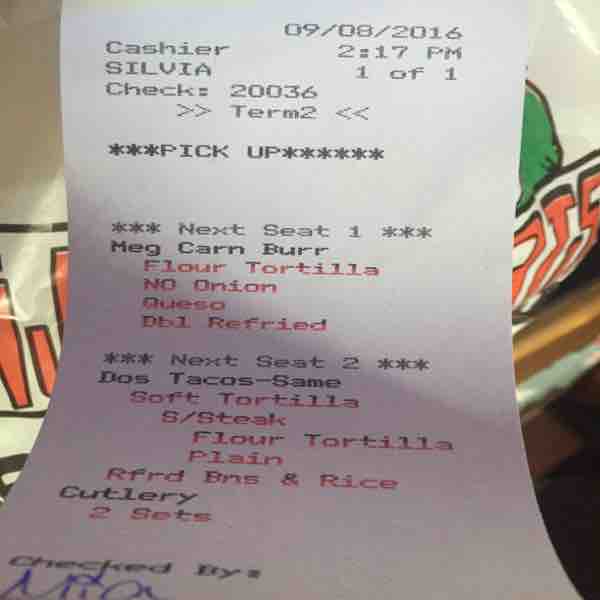 09/08/2016
Cashier 2:17 PM
SILVIA 1 of 1
Check: 20036
>> Term2 <<
***PICK UP******
*** Next Seat 1 ***
Meg Carn Burr
Flour Tortilla
NO Onion
Queso
Dbl Refried
*** Next Seat 2 ***
Dos Tacos-Same
Soft Tortilla
S/Steak
Flour Tortilla
Plain
Rfrd Bns & Rice
Cutlery
2 Sets
Checked By: